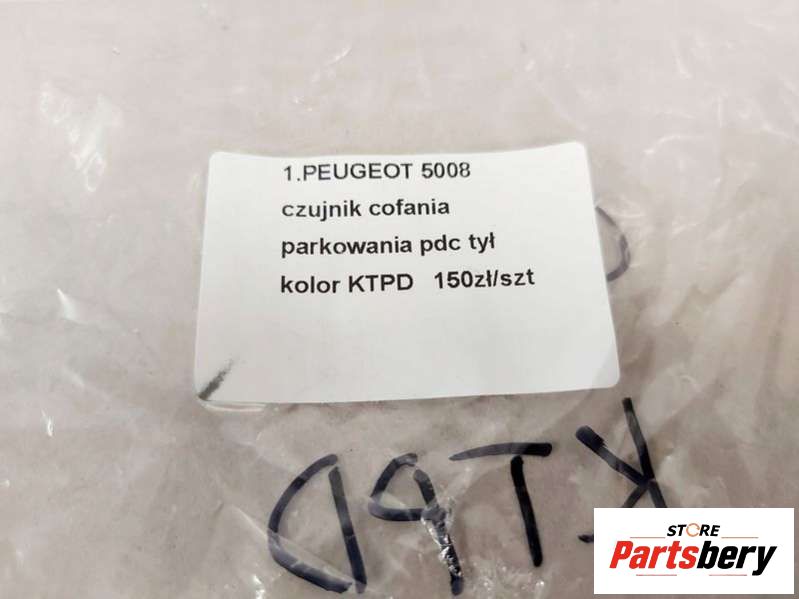 1.PEUGEOT 5008
czujnik cofania
parkowania pdc tył
kolor KTPD 150zł/szt
KTPD
STORE
Partsbery